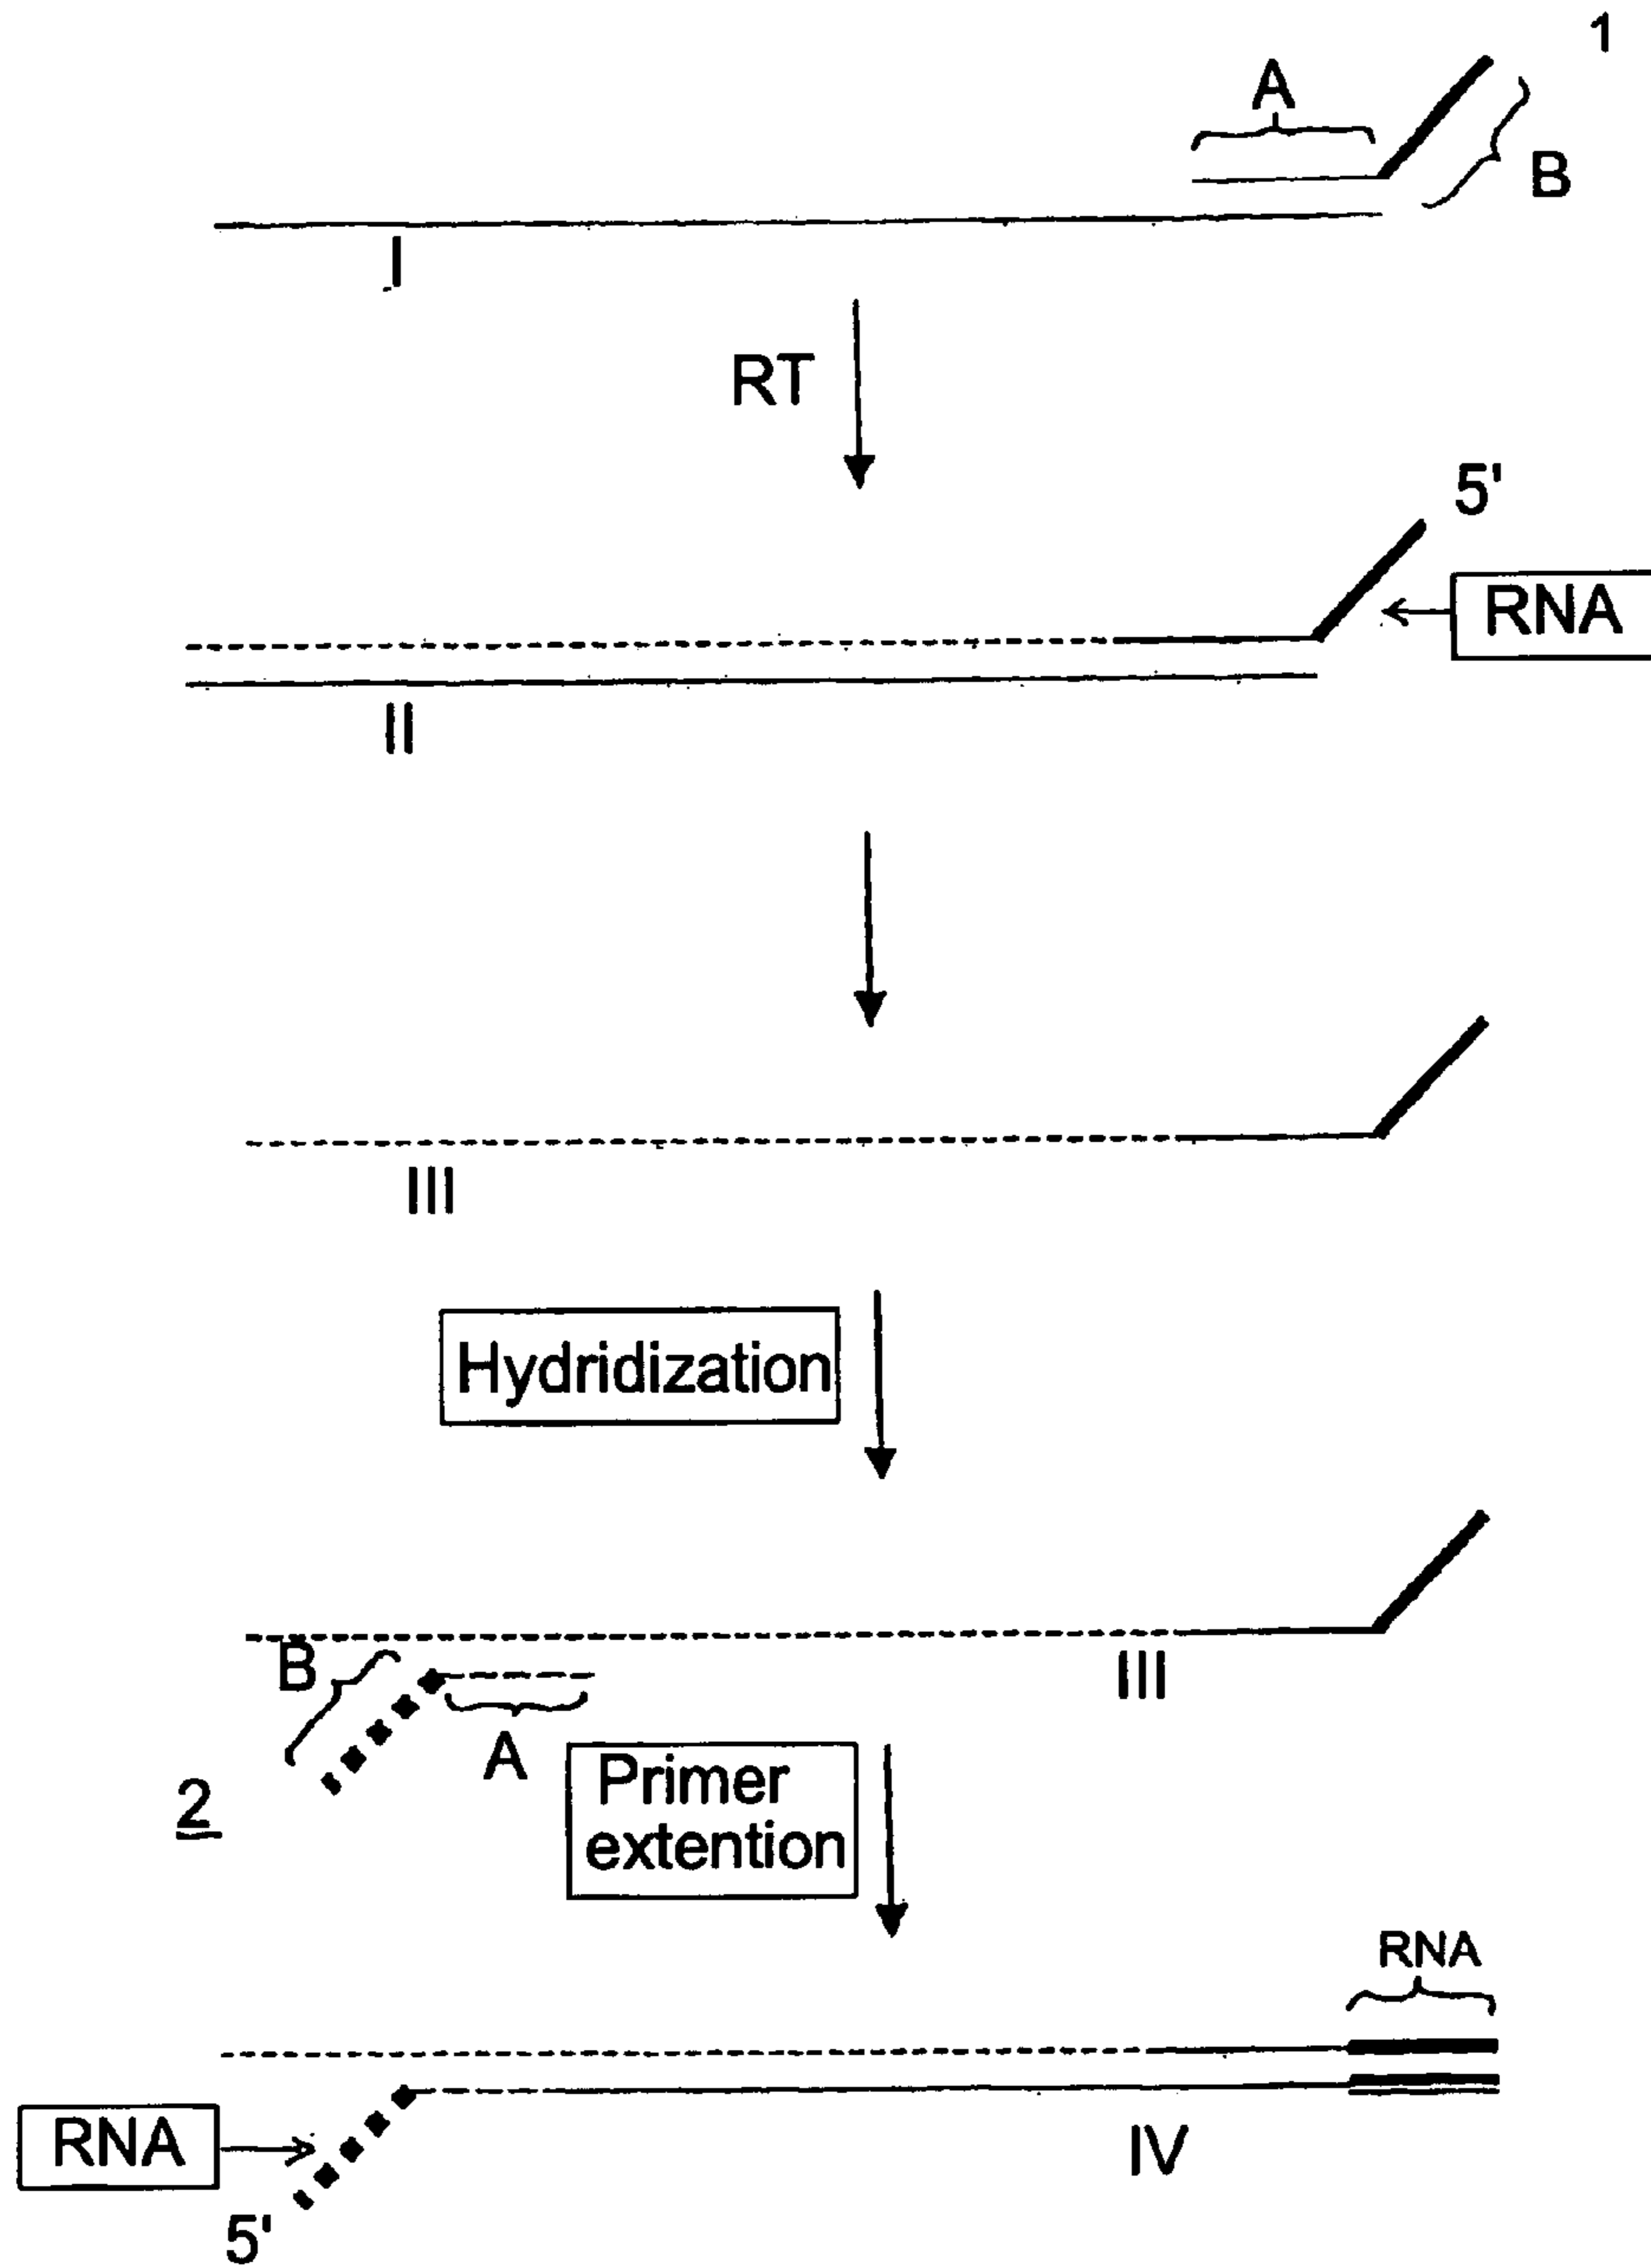 1
A
B
I
RT
5'
RNA
II
III
Hydridization
B
A
III
2
Primer
extention
RNA
RNA
IV
5'